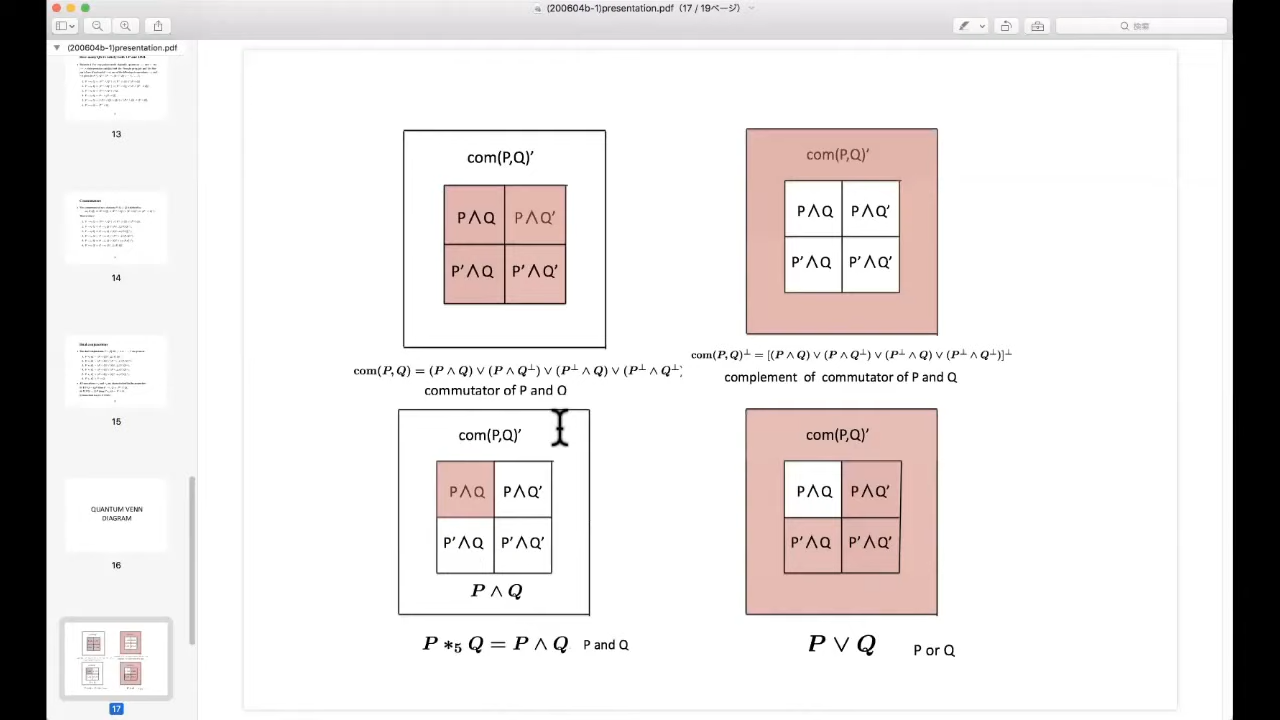 (200604b-1)presentation.pdf（17 / 19ページ）
検索
(200604b-1)presentation.pdf
13
Commutator
14
15
QUANTUM VENN
DIAGRAM
16
17
com(P,Q)’
P∧Q P∧Q’
P’∧Q P’∧Q’
com(P,Q) = (P ∧ Q) ∨ (P ∧ Q⊥) ∨ (P⊥ ∧ Q) ∨ (P⊥ ∧ Q⊥)
commutator of P and Q
com(P,Q)’
P∧Q P∧Q’
P’∧Q P’∧Q’
com(P,Q)⊥ = [(P ∧ Q) ∨ (P ∧ Q⊥) ∨ (P⊥ ∧ Q) ∨ (P⊥ ∧ Q⊥)]⊥
complement of commutator of P and Q
com(P,Q)’
P∧Q P∧Q’
P’∧Q P’∧Q’
P ∧ Q
P ∗₅ Q = P ∧ Q P and Q
com(P,Q)’
P∧Q P∧Q’
P’∧Q P’∧Q’
P ∨ Q P or Q